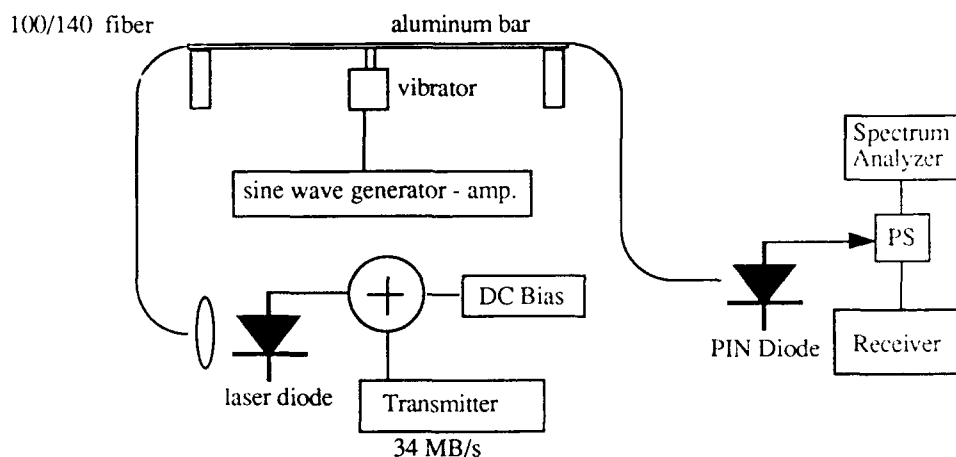 100/140 fiber
aluminum bar
vibrator
sine wave generator - amp.
Spectrum
Analyzer
PS
DC Bias
PIN Diode
Receiver
laser diode
Transmitter
34 MB/s